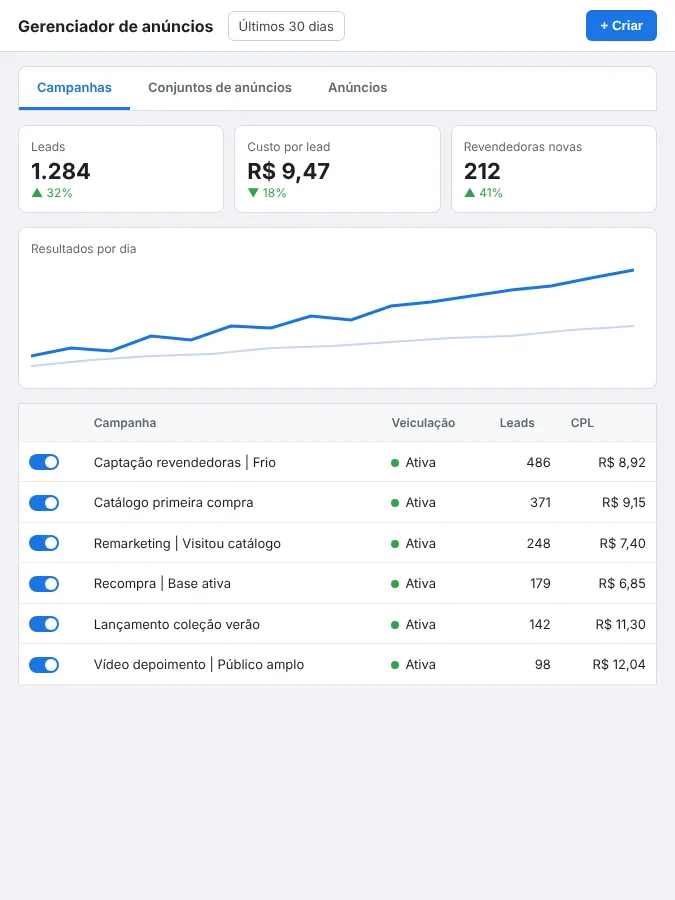 Gerenciador de anúncios
Últimos 30 dias
+ Criar
Campanhas Conjuntos de anúncios Anúncios
Leads
1.284
▲ 32%
Custo por lead
R$ 9,47
▼ 18%
Revendedoras novas
212
▲ 41%
Resultados por dia
Campanha Veiculação Leads CPL
Captação revendedoras | Frio Ativa 486 R$ 8,92
Catálogo primeira compra Ativa 371 R$ 9,15
Remarketing | Visitou catálogo Ativa 248 R$ 7,40
Recompra | Base ativa Ativa 179 R$ 6,85
Lançamento coleção verão Ativa 142 R$ 11,30
Vídeo depoimento | Público amplo Ativa 98 R$ 12,04